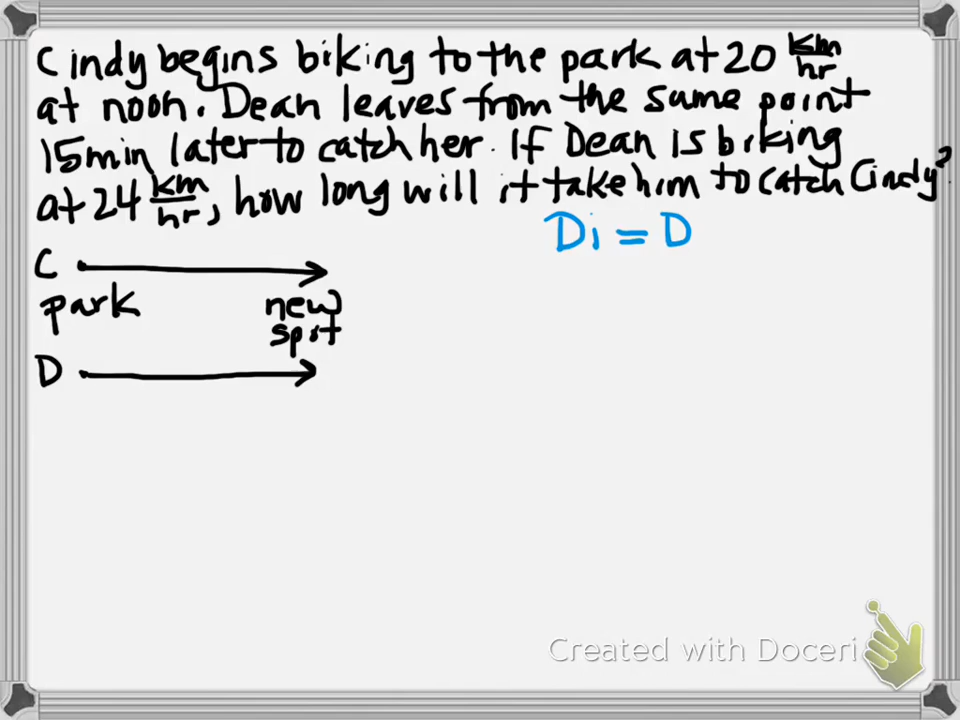 Cindy begins biking to the park at 20 km/hr
at noon. Dean leaves from the same point
15min later to catch her. If Dean is biking
at 24 km/hr, how long will it take him to catch Cindy?
Di = D
C
park new
spot
D
Created with Doceri